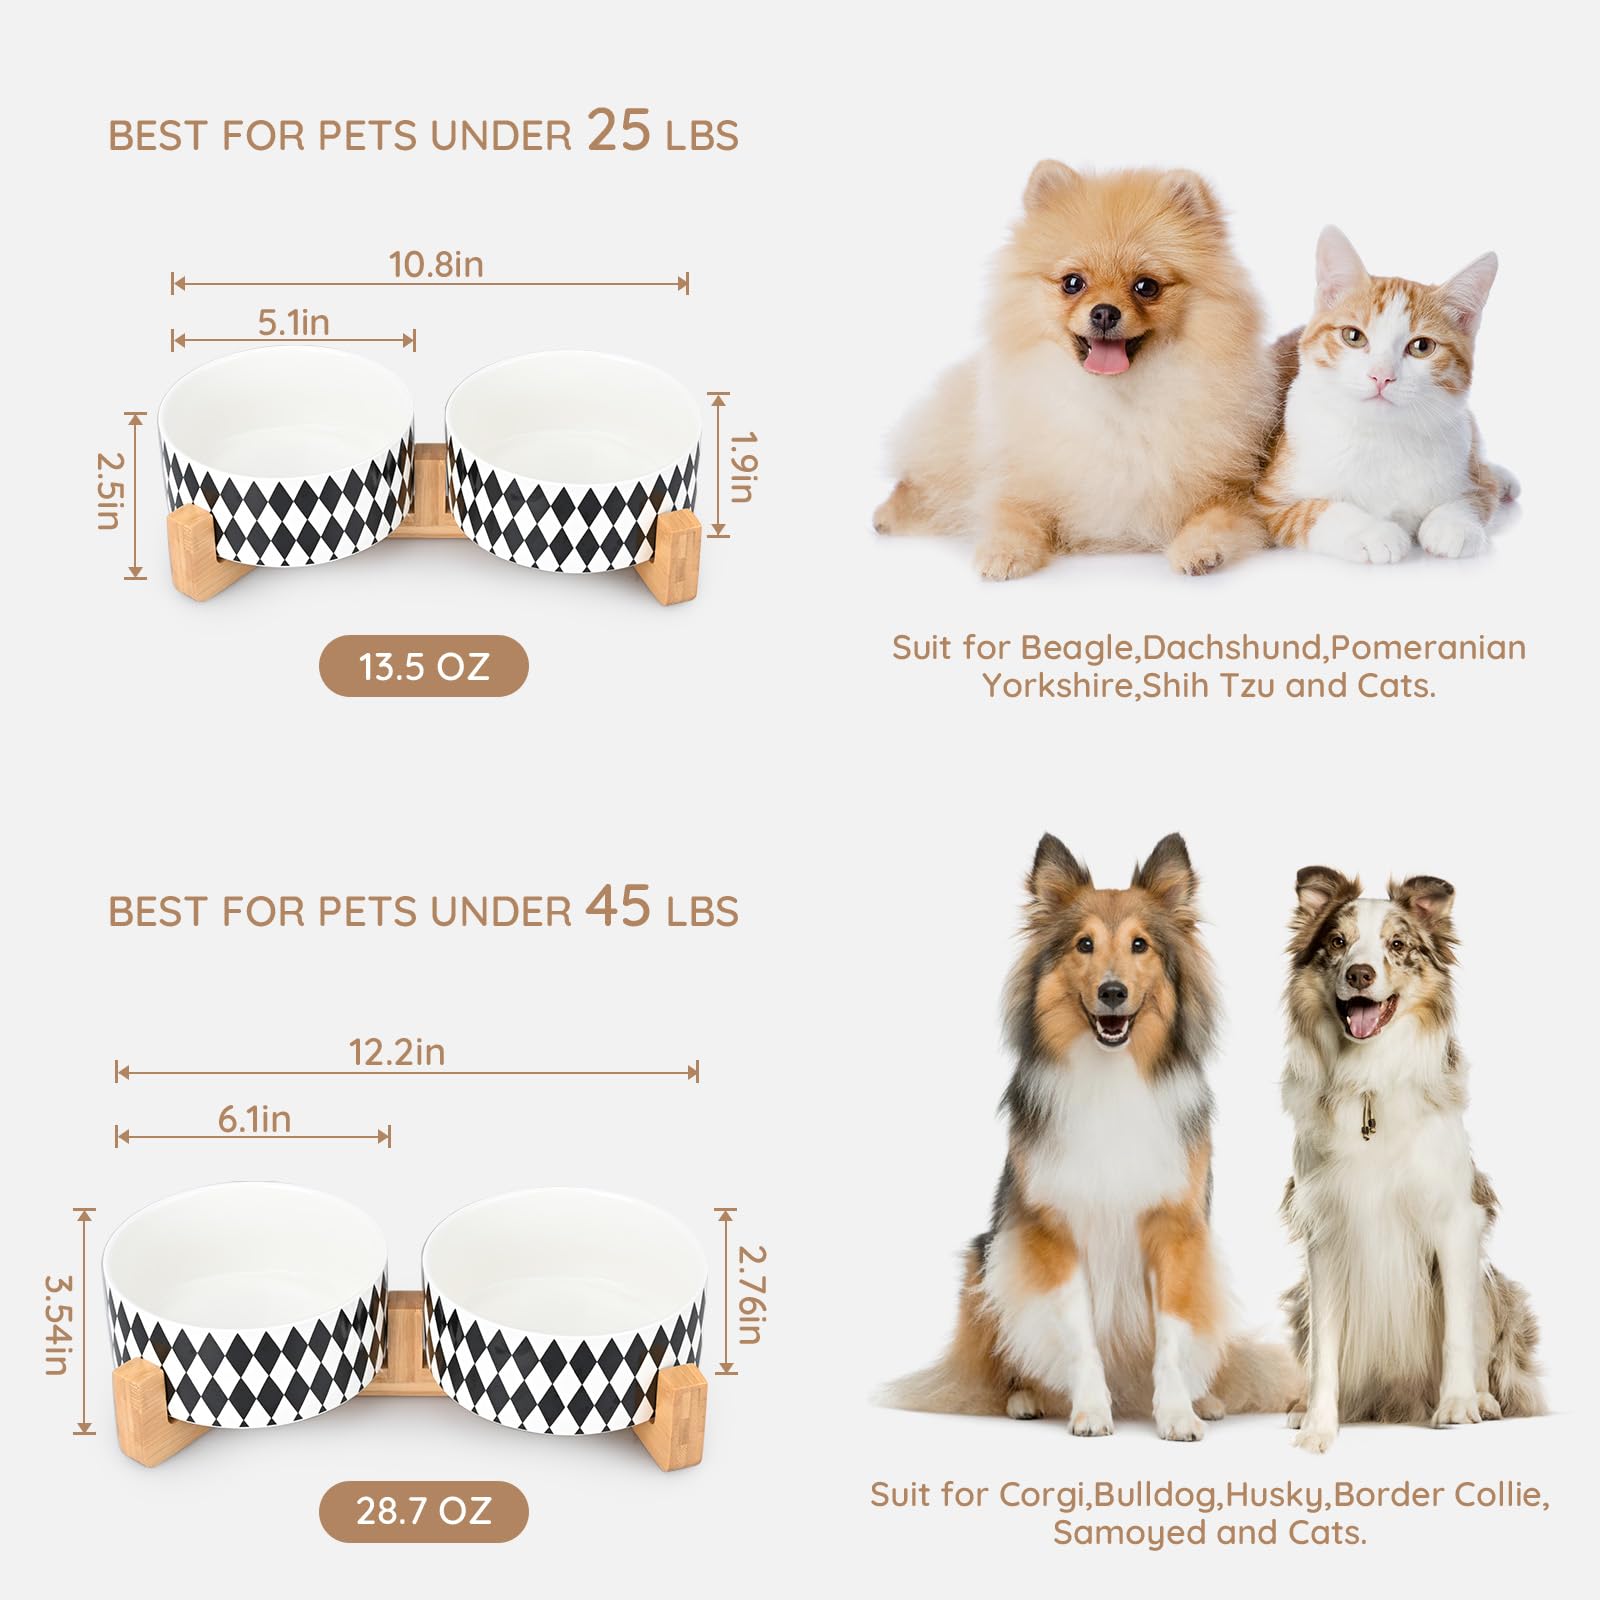 BEST FOR PETS UNDER 25 LBS
10.8in
5.1in
2.5in
1.9in
13.5 OZ
Suit for Beagle,Dachshund,Pomeranian
Yorkshire,Shih Tzu and Cats.
BEST FOR PETS UNDER 45 LBS
12.2in
6.1in
3.54in
2.76in
28.7 OZ
Suit for Corgi,Bulldog,Husky,Border Collie,
Samoyed and Cats.